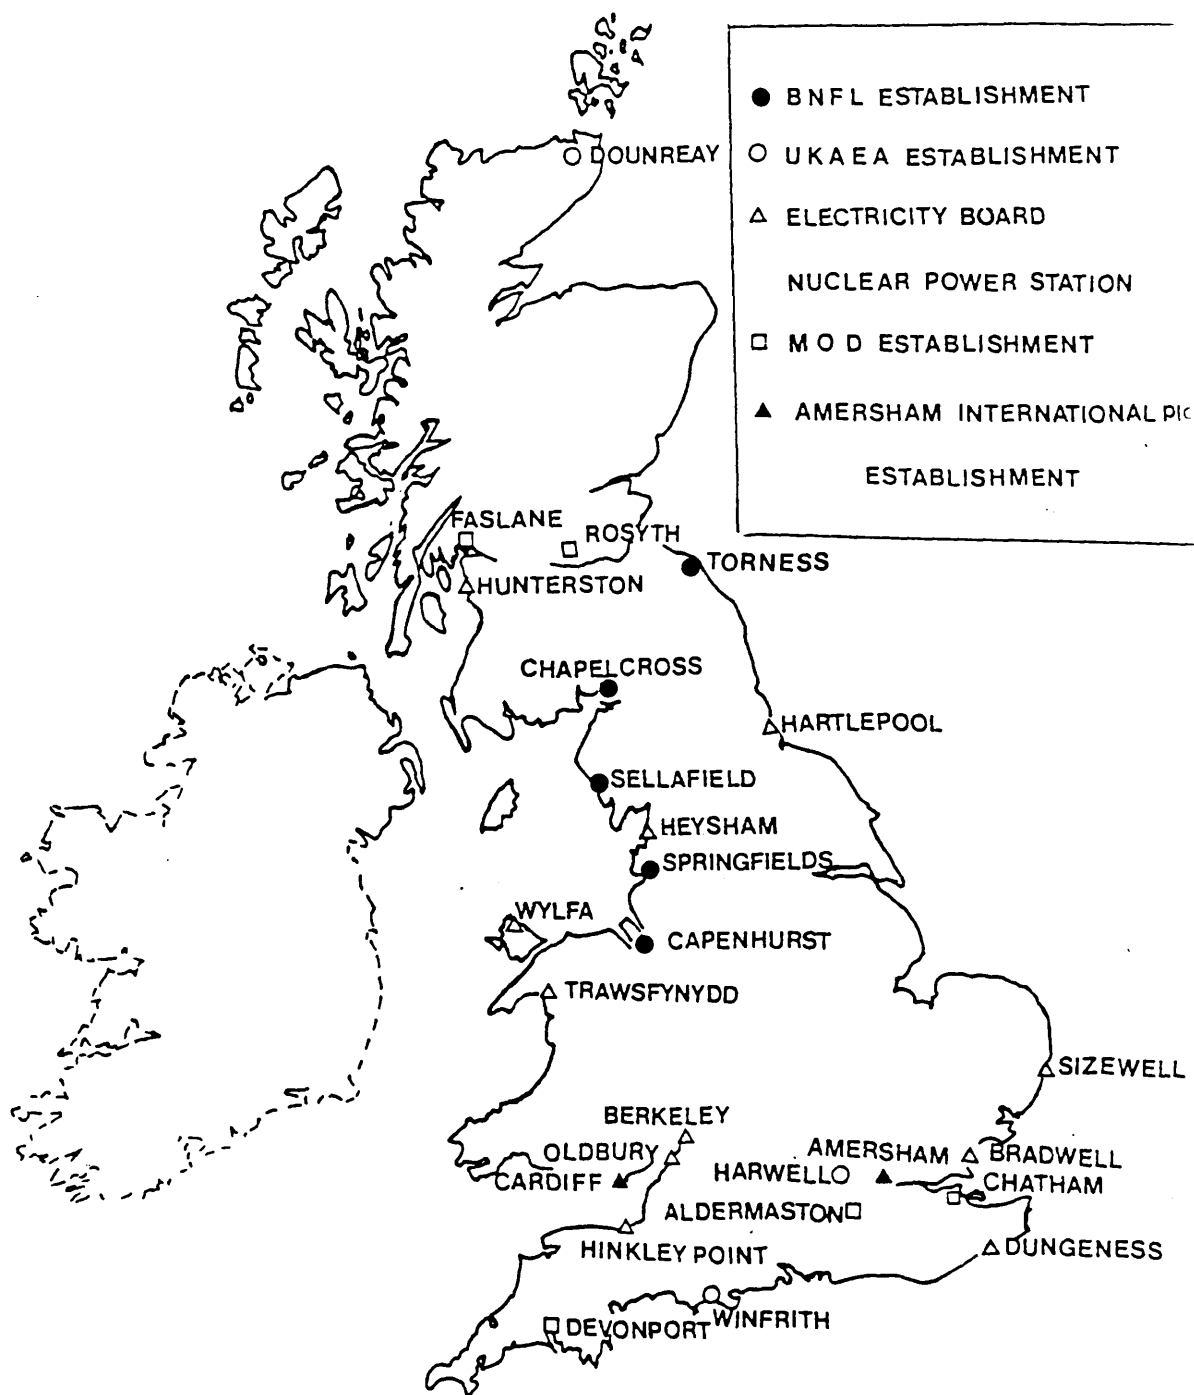 BNFL ESTABLISHMENT
UKAEA ESTABLISHMENT
ELECTRICITY BOARD
NUCLEAR POWER STATION
MOD ESTABLISHMENT
AMERSHAM INTERNATIONAL Plc
ESTABLISHMENT
DOUNREAY
FASLANE
ROSYTH
TORNESS
HUNTERSTON
CHAPELCROSS
HARTLEPOOL
SELLAFIELD
HEYSHAM
SPRINGFIELDS
WYLFA
CAPENHURST
TRAWSFYNYDD
SIZEWELL
BERKELEY
OLDBURY
AMERSHAM
BRADWELL
CARDIFF
HARWELL
CHATHAM
ALDERMASTON
HINKLEY POINT
DUNGENESS
DEVONPORT
WINFRITH